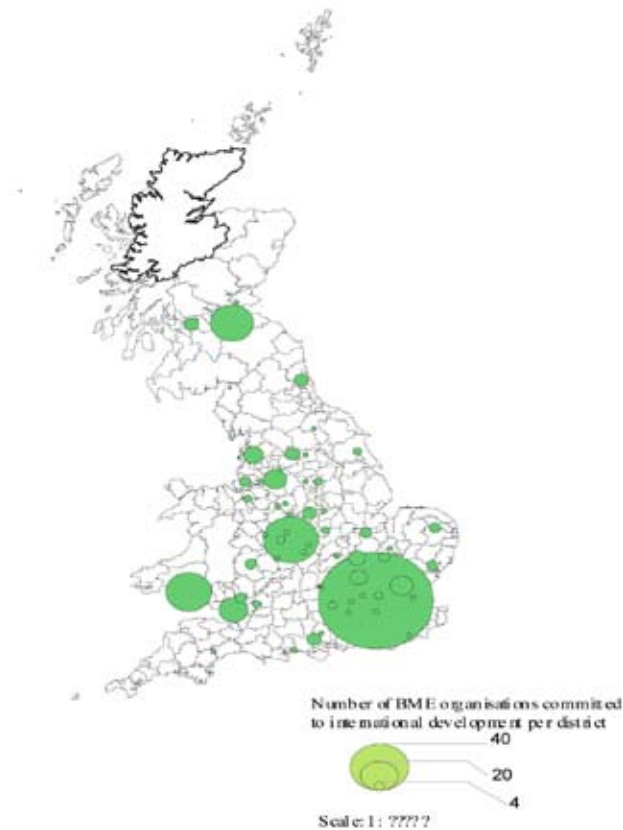 Number of BME organisations committed
to international development per district
40
20
4
Scale: 1 : ?????